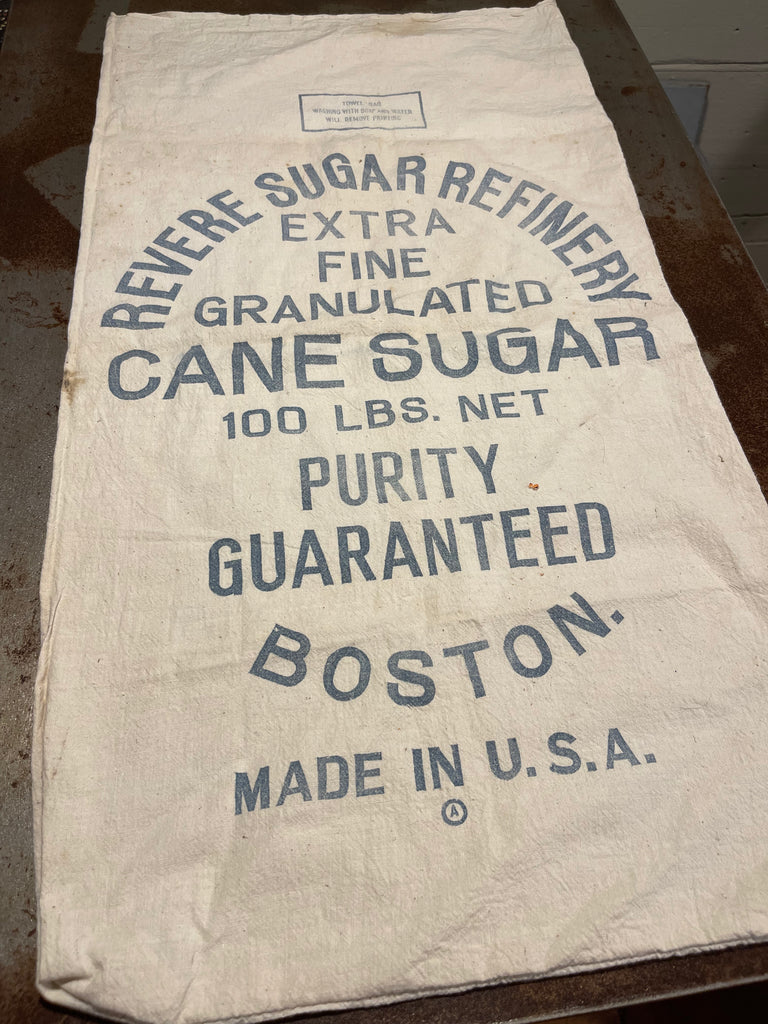 TOWEL BAG
WASHING WITH SOAP AND WATER
WILL REMOVE PRINTING
REVERE SUGAR REFINERY
EXTRA
FINE
GRANULATED
CANE SUGAR
100 LBS. NET
PURITY
GUARANTEED
BOSTON.
MADE IN U.S.A.
A